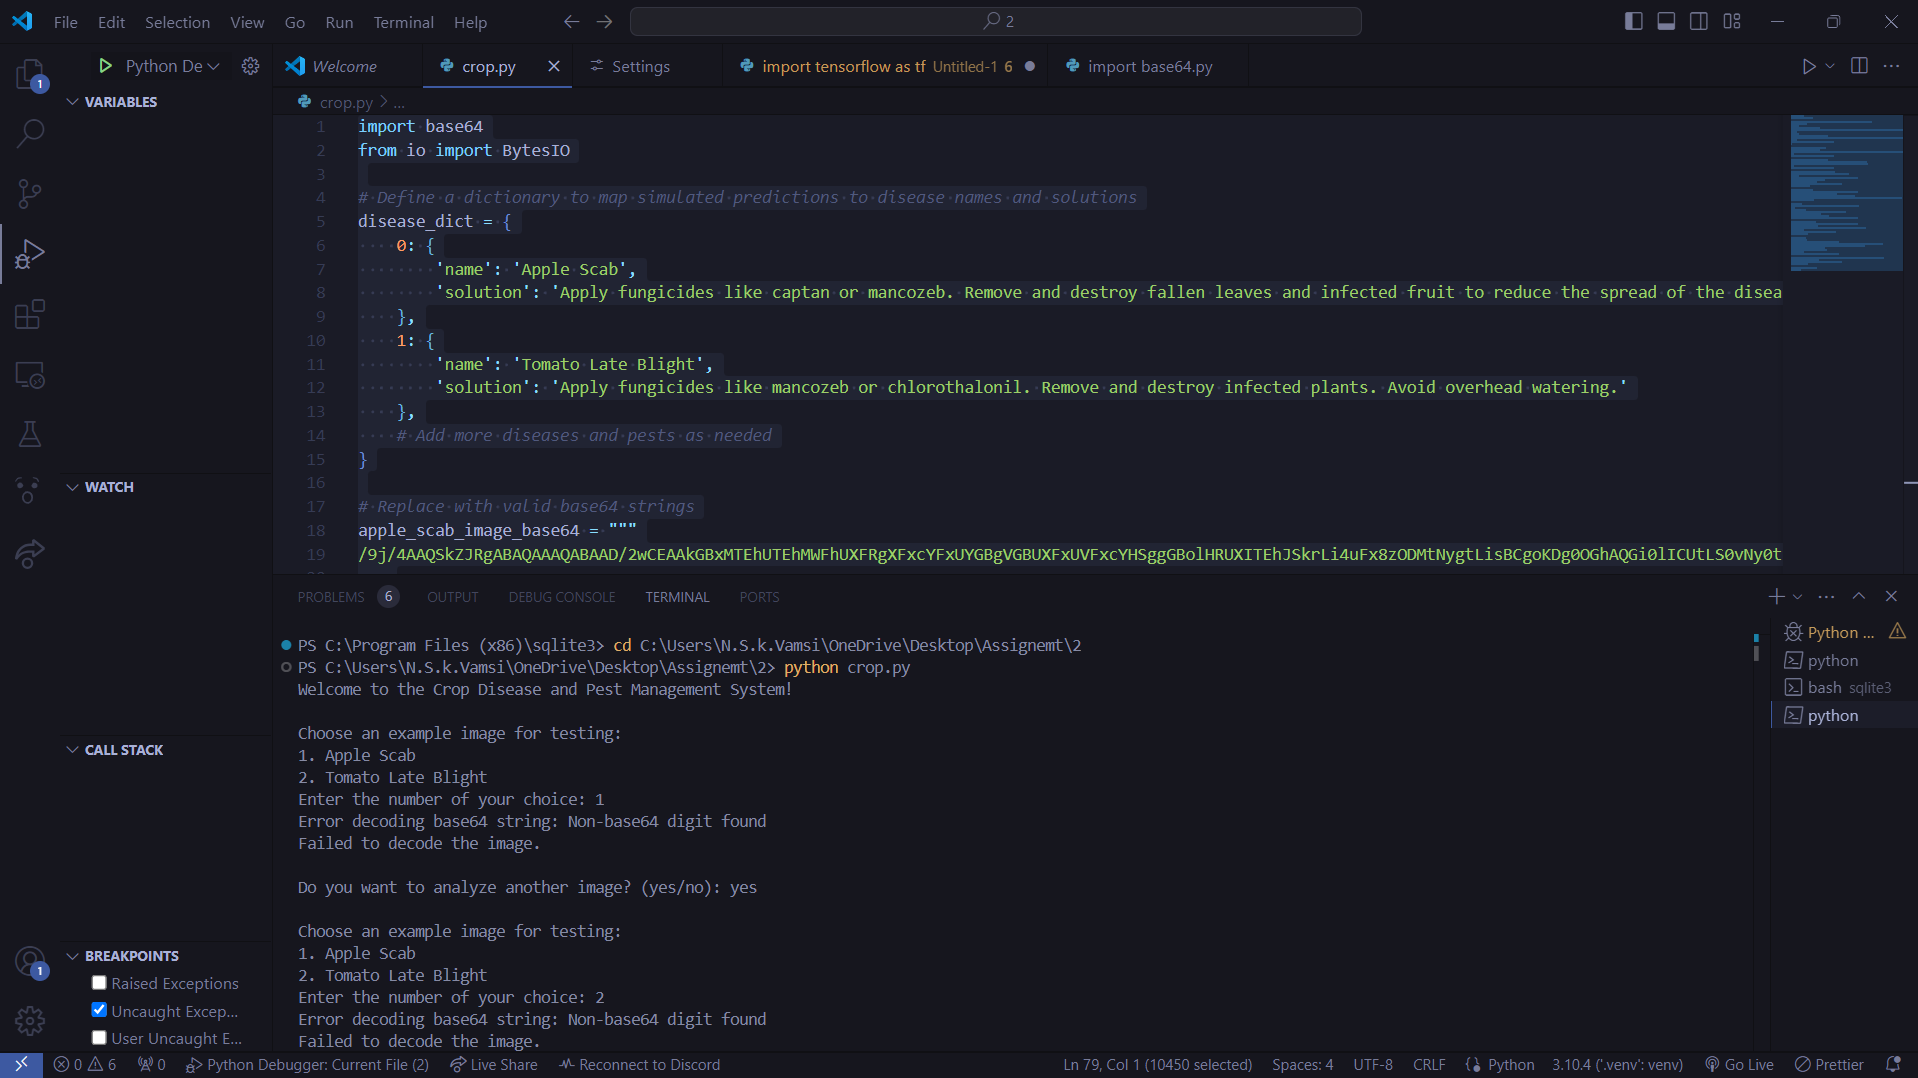 File Edit Selection View Go Run Terminal Help
2
Python De
Welcome
crop.py
Settings
import tensorflow as tf Untitled-1 6
import base64.py
1
VARIABLES
crop.py > ...
1 import base64
2 from io import BytesIO
3
4 # Define a dictionary to map simulated predictions to disease names and solutions
5 disease_dict = {
6 0: {
7 'name': 'Apple Scab',
8 'solution': 'Apply fungicides like captan or mancozeb. Remove and destroy fallen leaves and infected fruit to reduce the spread of the disea
9 },
10 1: {
11 'name': 'Tomato Late Blight',
12 'solution': 'Apply fungicides like mancozeb or chlorothalonil. Remove and destroy infected plants. Avoid overhead watering.'
13 },
14 # Add more diseases and pests as needed
15 }
16
17 # Replace with valid base64 strings
18 apple_scab_image_base64 = """
19 /9j/4AAQSkZJRgABAQAAAQABAAD/2wCEAAkGBxMTEhUTEhMWFhUXFRgXFxcYFxUYGBgVGBUXFxUVFxcYHSggGBolHRUXITEhJSkrLi4uFx8zODMtNygtLisBCgoKDg0OGhAQGi0lICUtLS0vNy0t
WATCH
CALL STACK
BREAKPOINTS
Raised Exceptions
Uncaught Excep...
User Uncaught E...
1
PROBLEMS 6 OUTPUT DEBUG CONSOLE TERMINAL PORTS
PS C:\Program Files (x86)\sqlite3> cd C:\Users\N.S.k.Vamsi\OneDrive\Desktop\Assignemt\2
PS C:\Users\N.S.k.Vamsi\OneDrive\Desktop\Assignemt\2> python crop.py
Welcome to the Crop Disease and Pest Management System!
Choose an example image for testing:
1. Apple Scab
2. Tomato Late Blight
Enter the number of your choice: 1
Error decoding base64 string: Non-base64 digit found
Failed to decode the image.
Do you want to analyze another image? (yes/no): yes
Choose an example image for testing:
1. Apple Scab
2. Tomato Late Blight
Enter the number of your choice: 2
Error decoding base64 string: Non-base64 digit found
Failed to decode the image.
Python ...
python
bash sqlite3
python
0 6 0 Python Debugger: Current File (2) Live Share Reconnect to Discord Ln 79, Col 1 (10450 selected) Spaces: 4 UTF-8 CRLF Python 3.10.4 ('.venv': venv) Go Live Prettier